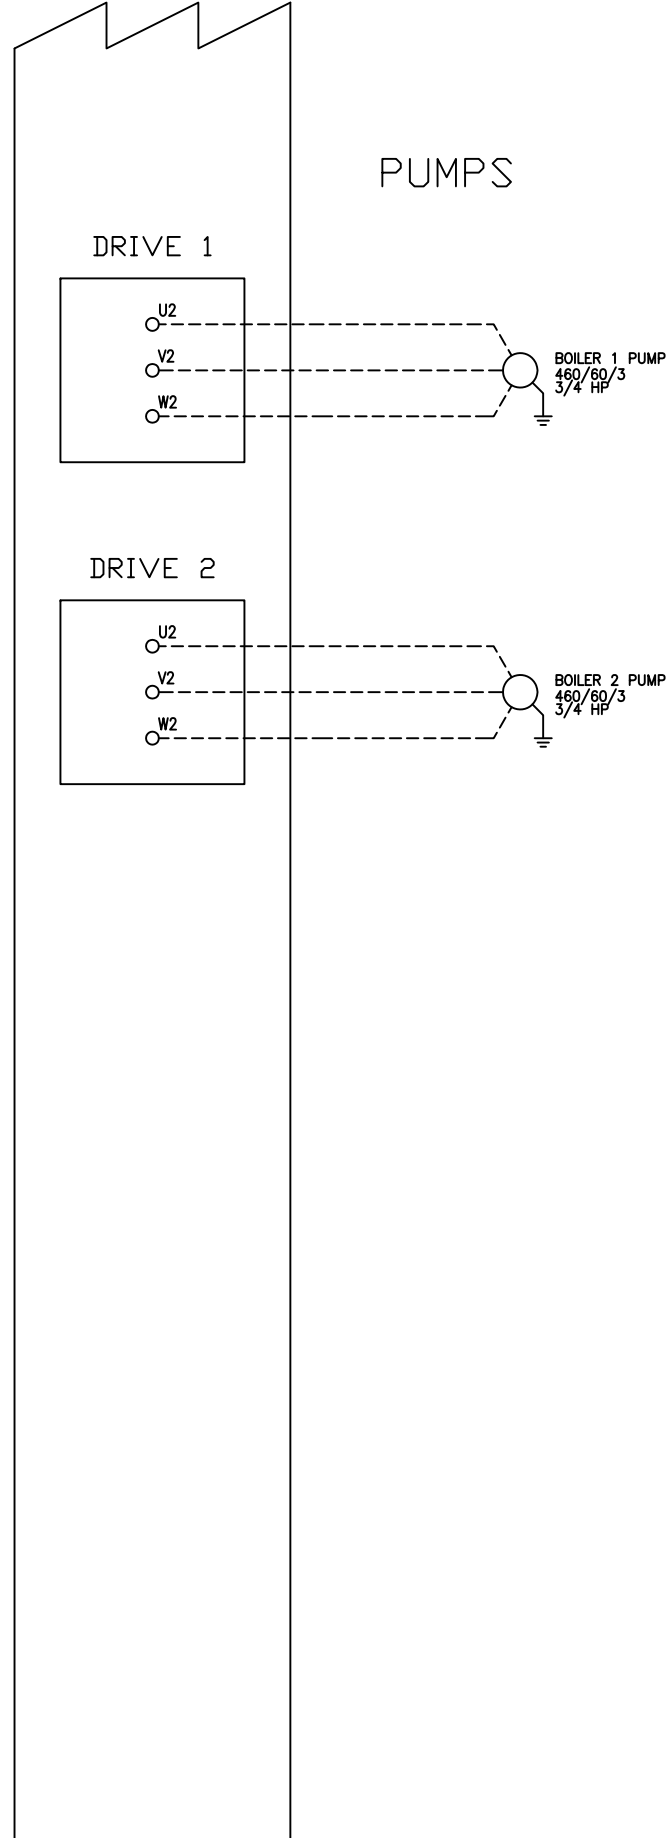 PUMPS
DRIVE 1
U2
V2
W2
BOILER 1 PUMP
460/60/3
3/4 HP
DRIVE 2
U2
V2
W2
BOILER 2 PUMP
460/60/3
3/4 HP